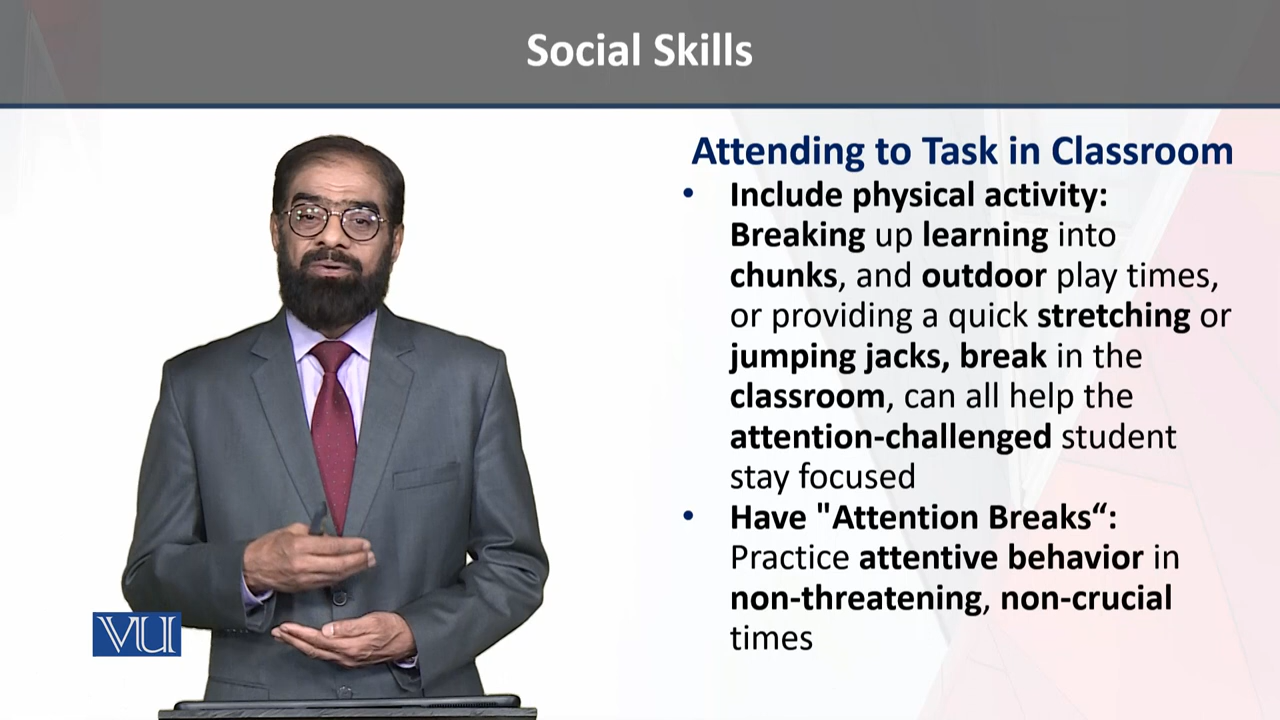 Social Skills
Attending to Task in Classroom
• Include physical activity:
Breaking up learning into
chunks, and outdoor play times,
or providing a quick stretching or
jumping jacks, break in the
classroom, can all help the
attention-challenged student
stay focused
• Have "Attention Breaks“:
Practice attentive behavior in
non-threatening, non-crucial
times
VU